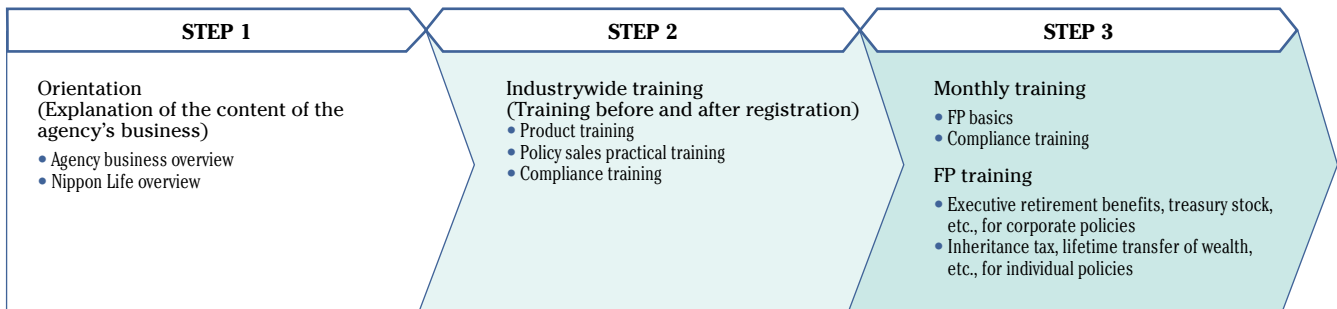 STEP 1
Orientation
(Explanation of the content of the
agency's business)
• Agency business overview
• Nippon Life overview
STEP 2
Industrywide training
(Training before and after registration)
• Product training
• Policy sales practical training
• Compliance training
STEP 3
Monthly training
• FP basics
• Compliance training
FP training
• Executive retirement benefits, treasury stock,
etc., for corporate policies
• Inheritance tax, lifetime transfer of wealth,
etc., for individual policies